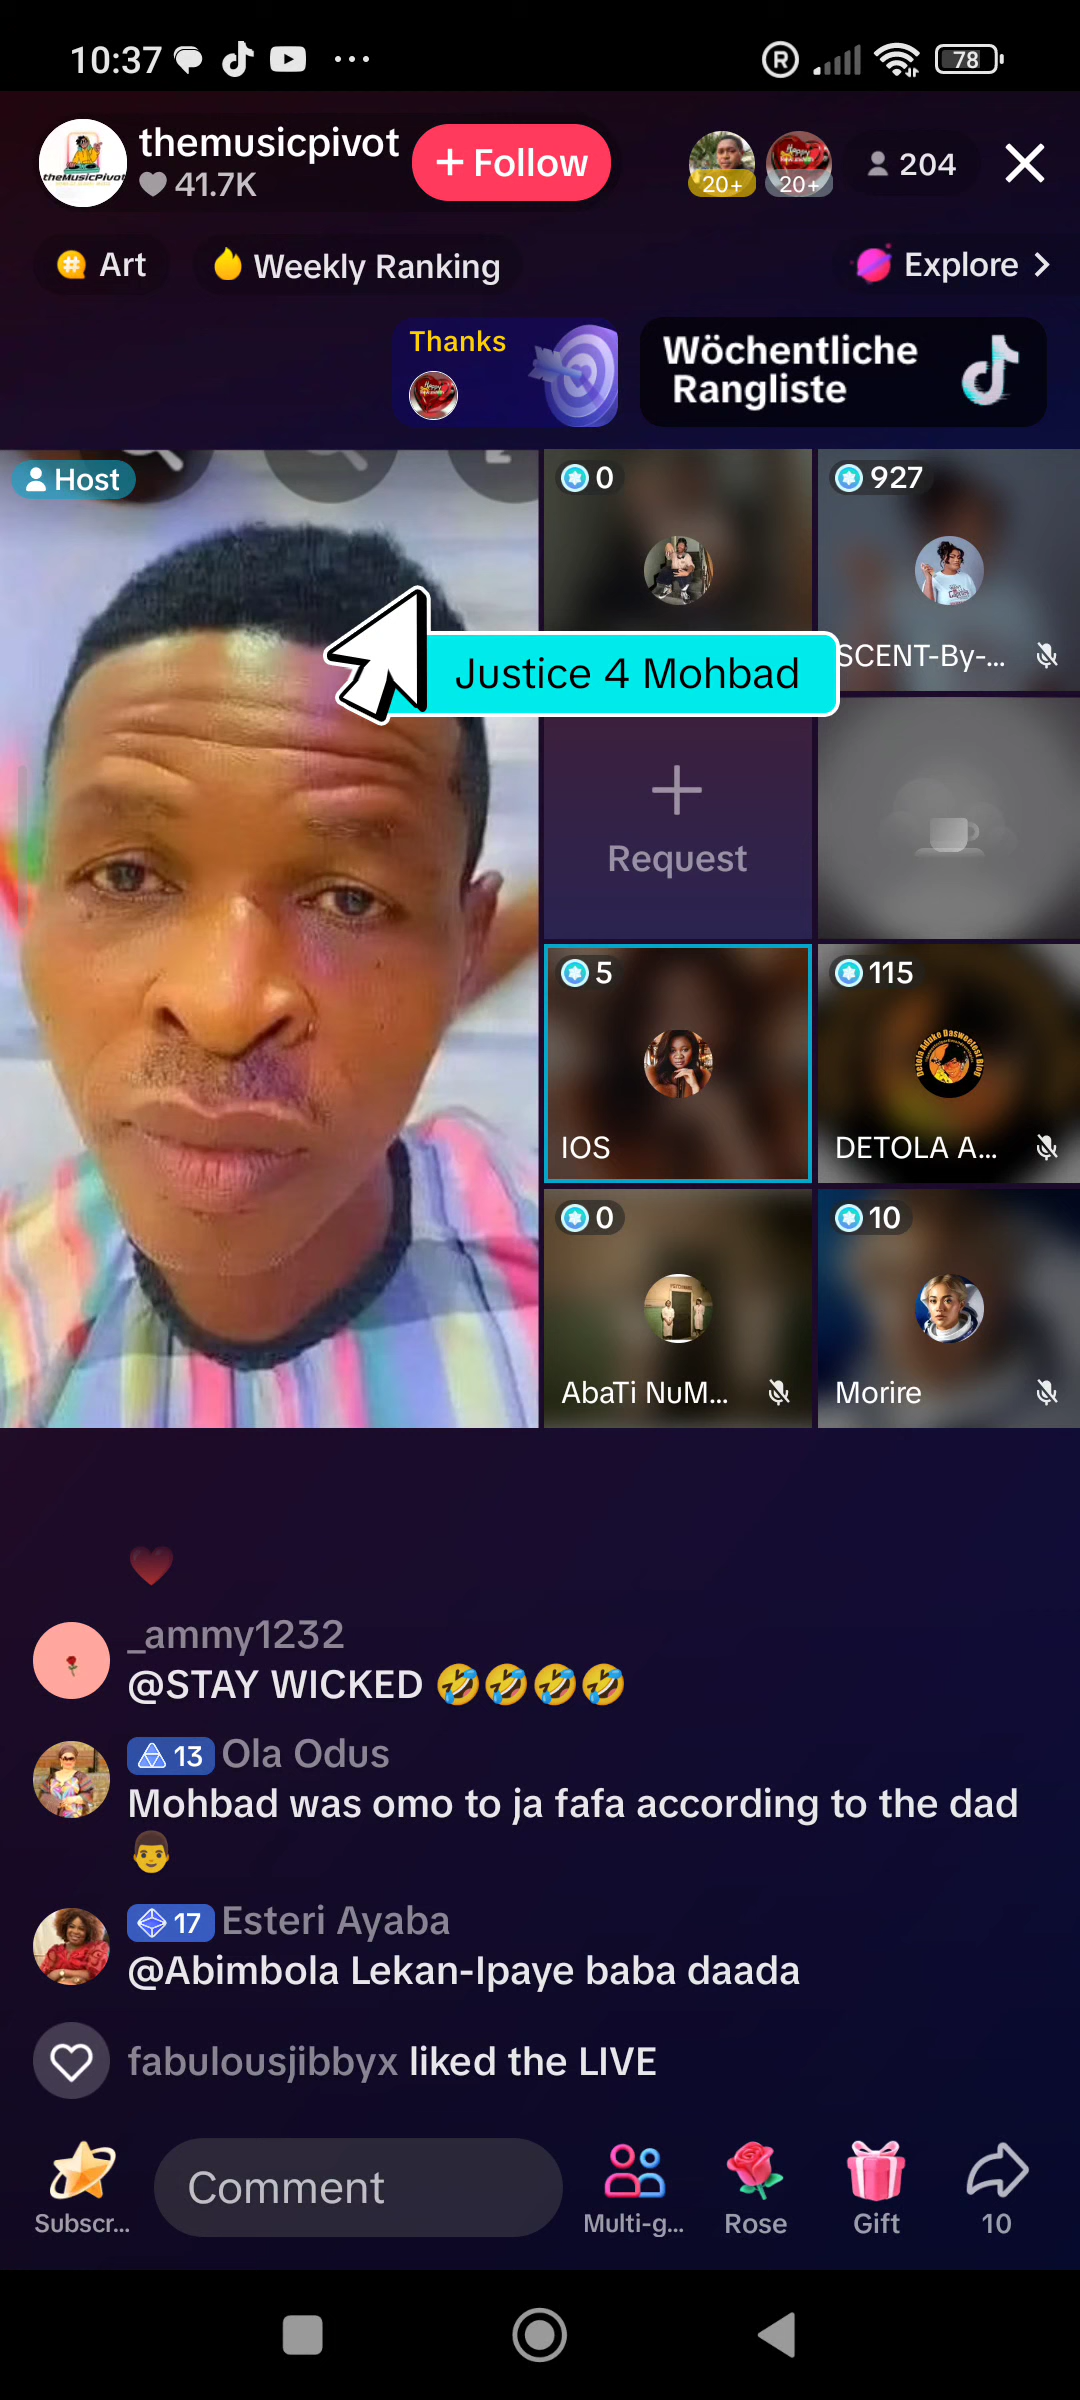 10:37
78
themusicpivot
41.7K
+ Follow
20+
20+
204
theMusicPivot
Art
Weekly Ranking
Explore
Thanks
Wöchentliche
Rangliste
Host
0
927
Justice 4 Mohbad
SCENT-By-...
Request
5
115
IOS
DETOLA A...
0
10
AbaTi NuM...
Morire
_ammy1232
@STAY WICKED 🤣🤣🤣🤣
13 Ola Odus
Mohbad was omo to ja fafa according to the dad
👨
17 Esteri Ayaba
@Abimbola Lekan-Ipaye baba daada
fabulousjibbyx liked the LIVE
Subscr...
Comment
Multi-g...
Rose
Gift
10